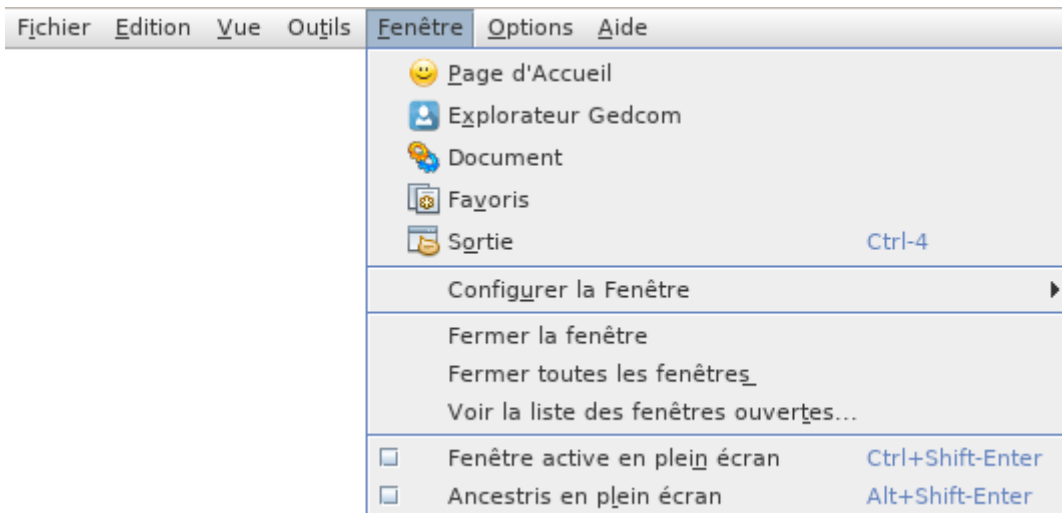 Fichier Edition Vue Outils Fenêtre Options Aide
Page d'Accueil
Explorateur Gedcom
Document
Favoris
Sortie Ctrl-4
Configurer la Fenêtre
Fermer la fenêtre
Fermer toutes les fenêtres
Voir la liste des fenêtres ouvertes...
Fenêtre active en plein écran Ctrl+Shift-Enter
Ancestris en plein écran Alt+Shift-Enter